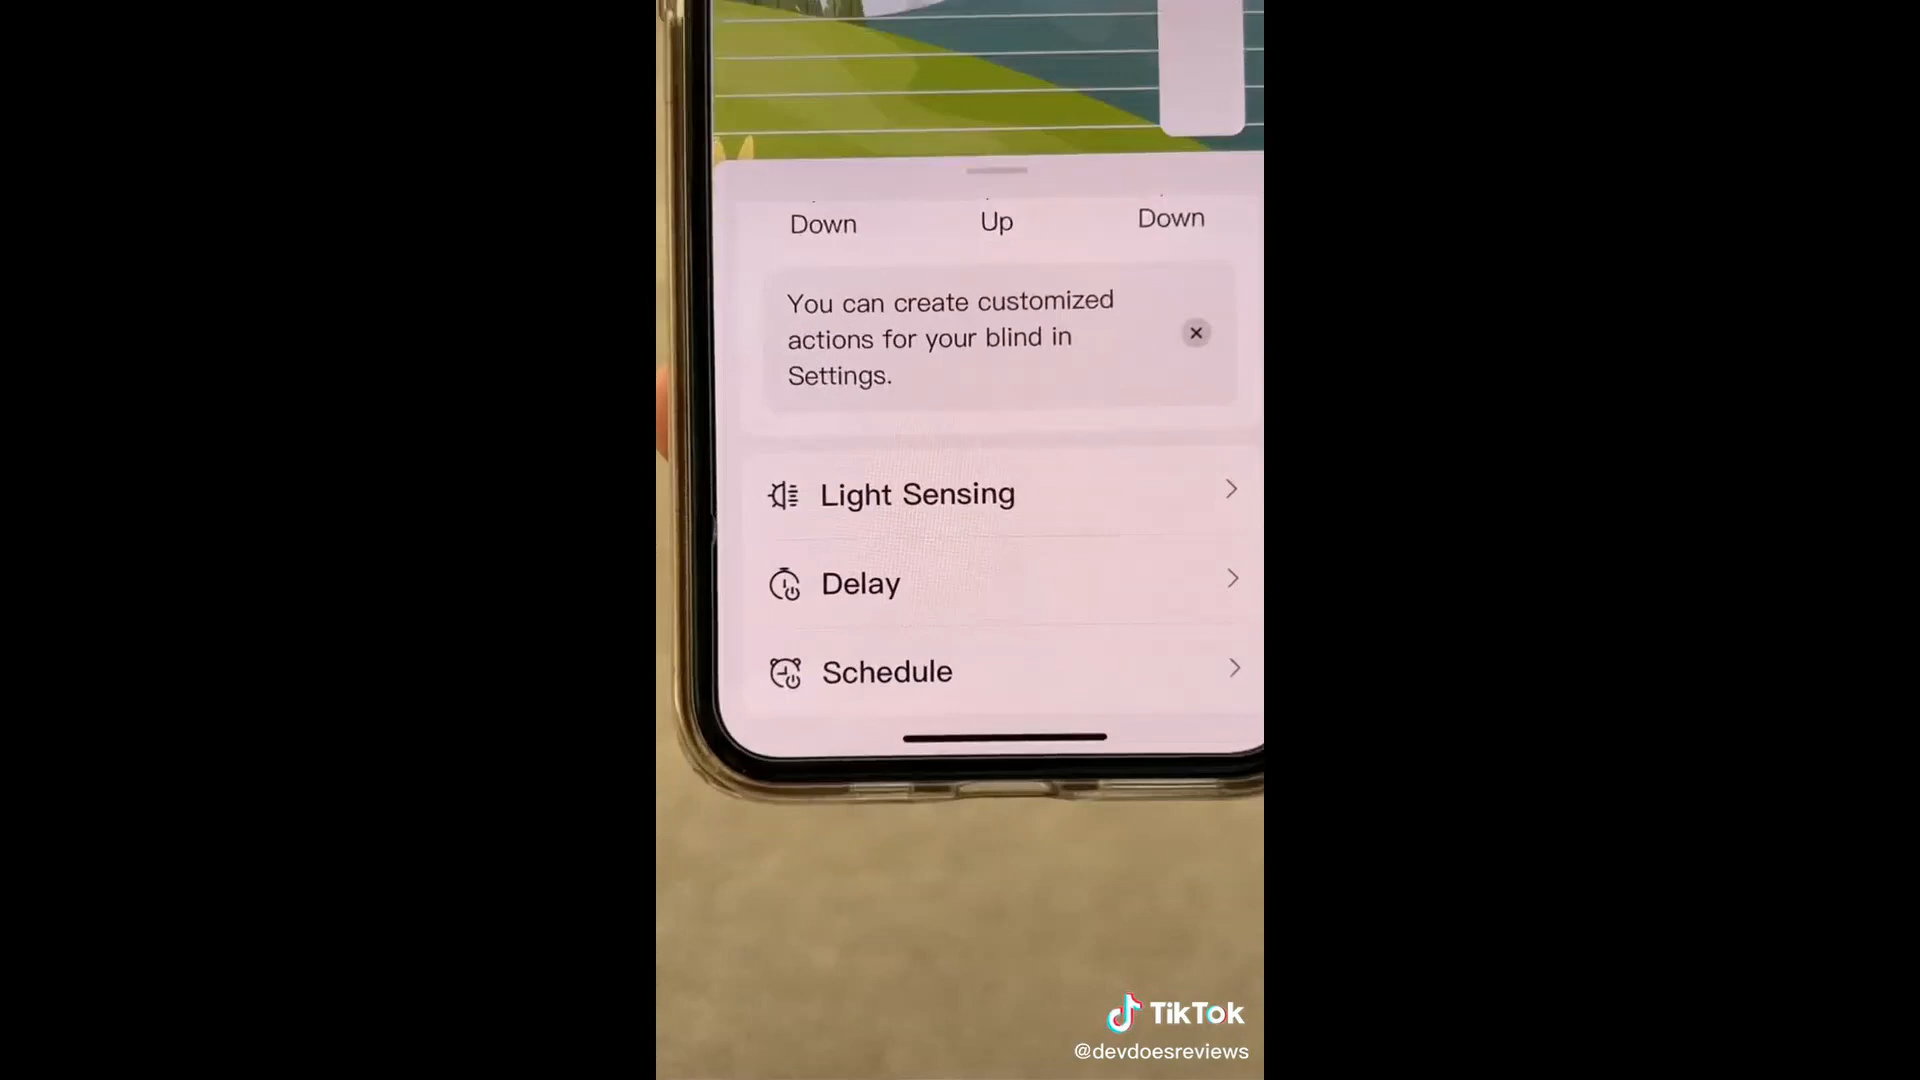 Down Up Down
You can create customized
actions for your blind in
Settings.
Light Sensing
Delay
Schedule
TikTok
@devdoesreviews